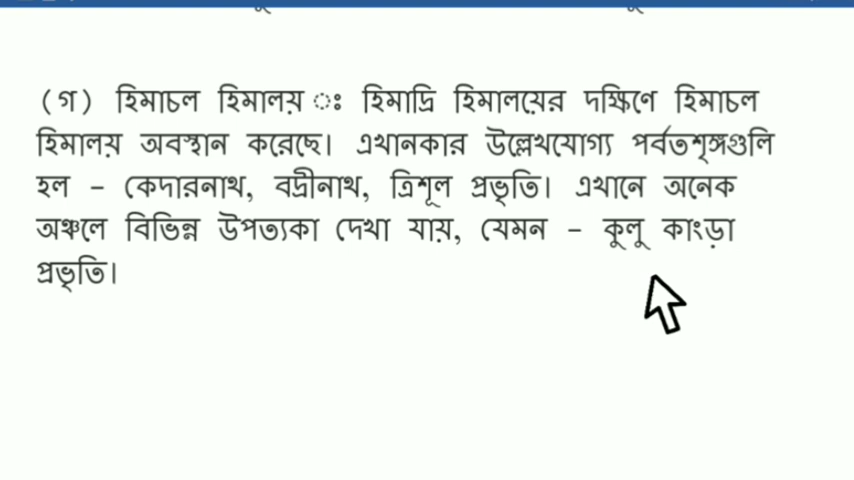 (গ) হিমাচল হিমালয় ঃ হিমাদ্রি হিমালয়ের দক্ষিণে হিমাচল
হিমালয় অবস্থান করেছে। এখানকার উল্লেখযোগ্য পর্বতশৃঙ্গগুলি
হল – কেদারনাথ, বদ্রীনাথ, ত্রিশূল প্রভৃতি। এখানে অনেক
অঞ্চলে বিভিন্ন উপত্যকা দেখা যায়, যেমন – কুলু কাংড়া
প্রভৃতি।